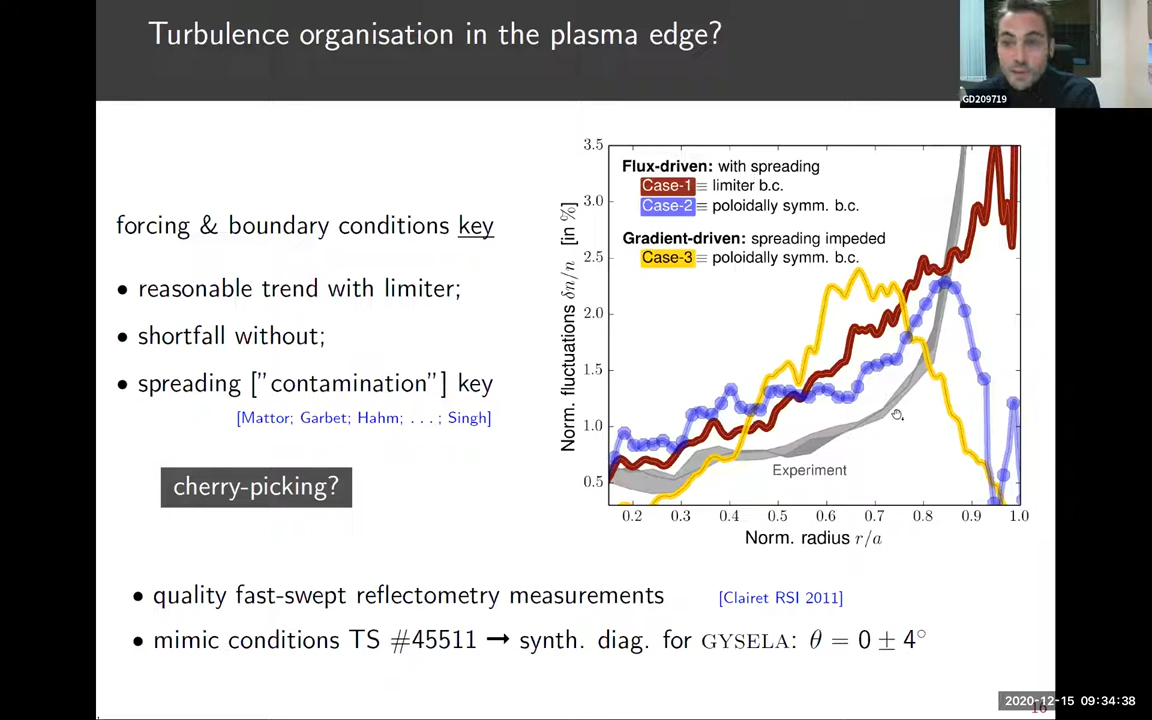 Turbulence organisation in the plasma edge?
GD209719
forcing & boundary conditions key
• reasonable trend with limiter;
• shortfall without;
• spreading ["contamination"] key
[Mattor; Garbet; Hahm; . . . ; Singh]
cherry-picking?
Norm. fluctuations δn/n [in %]
3.5
3.0
2.5
2.0
1.5
1.0
0.5
Flux-driven: with spreading
Case-1 ≡ limiter b.c.
Case-2 ≡ poloidally symm. b.c.
Gradient-driven: spreading impeded
Case-3 ≡ poloidally symm. b.c.
Experiment
0.2 0.3 0.4 0.5 0.6 0.7 0.8 0.9 1.0
Norm. radius r/a
• quality fast-swept reflectometry measurements [Clairet RSI 2011]
• mimic conditions TS #45511 → synth. diag. for GYSELA: θ = 0 ± 4°
2020-12-15 09:34:38
16